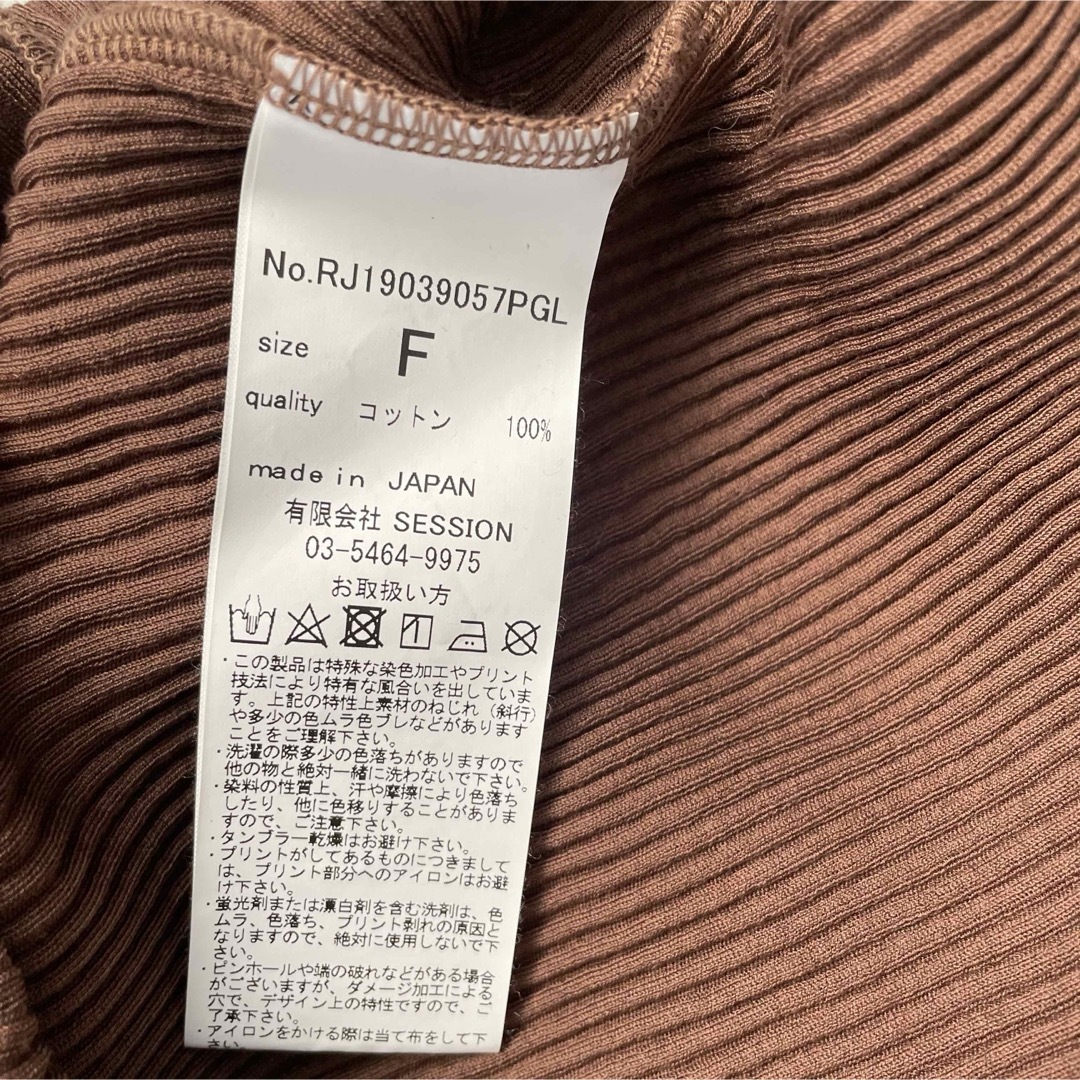 No.RJ19039057PGL
size F
quality コットン 100%
made in JAPAN
有限会社 SESSION
03-5464-9975
お取扱い方
・この製品は特殊な染色加工やプリント
技法により特有な風合いを出していま
す。上記の特性上素材のねじれ（斜行）
や多少の色ムラ色ブレなどがあります
ことをご理解下さい。
・洗濯の際多少の色落ちがありますので
他の物と絶対一緒に洗わないで下さい。
・染料の性質上、汗や摩擦により色落ち
したり、他に色移りすることがありま
すので、ご注意下さい。
・タンブラー乾燥はお避け下さい。
・プリントがしてあるものにつきまして
は、プリント部分へのアイロンはお避
け下さい。
・蛍光剤または漂白剤を含む洗剤は、色
ムラ、色落ち、プリント剥れの原因と
なりますので、絶対に使用しないで下
さい。
・ピンホールや端の破れなどがある場合
がございますが、ダメージ加工による
穴で、デザイン上の特性ですので、ご
了承下さい。
・アイロンをかける際は当て布をして下
さい。